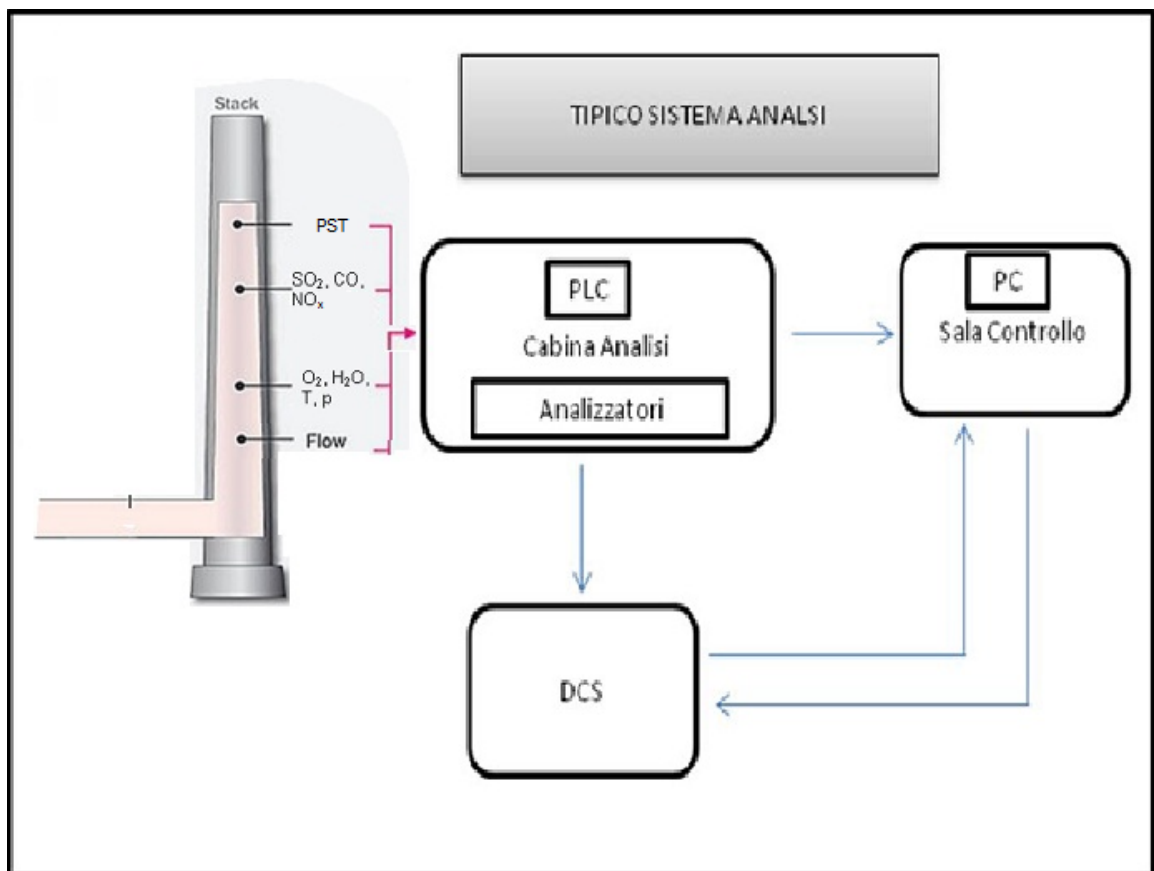 TIPICO SISTEMA ANALSI
Stack
PST
SO₂, CO,
NOₓ
O₂, H₂O,
T, p
Flow
PLC
Cabina Analisi
Analizzatori
PC
Sala Controllo
DCS